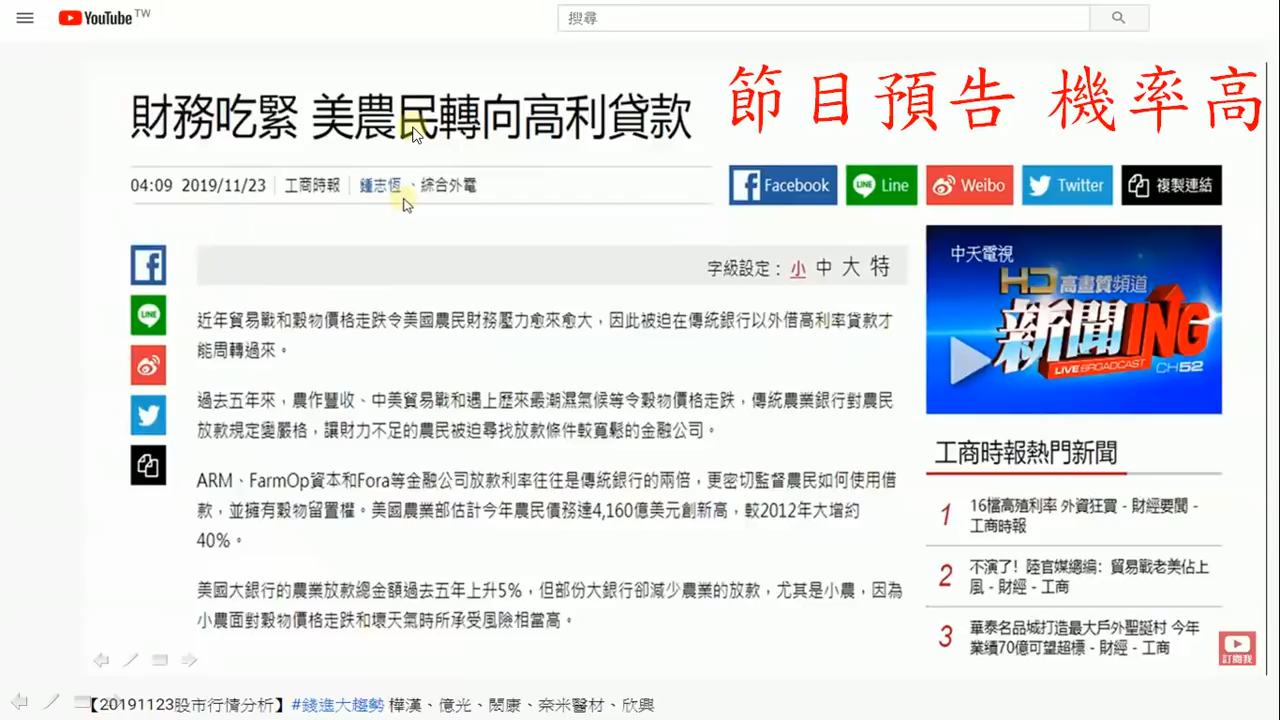 YouTube TW
搜尋
節目預告 機率高
財務吃緊 美農民轉向高利貸款
04:09 2019/11/23 工商時報 鍾志恆 、綜合外電
Facebook
Line
Weibo
Twitter
複製連結
字級設定： 小 中 大 特
近年貿易戰和穀物價格走跌令美國農民財務壓力愈來愈大，因此被迫在傳統銀行以外借高利率貸款才
能周轉過來。
過去五年來，農作豐收、中美貿易戰和遇上歷來最潮濕氣候等令穀物價格走跌，傳統農業銀行對農民
放款規定變嚴格，讓財力不足的農民被迫尋找放款條件較寬鬆的金融公司。
ARM、FarmOp資本和Fora等金融公司放款利率往往是傳統銀行的兩倍，更密切監督農民如何使用借
款，並擁有穀物留置權。美國農業部估計今年農民債務達4,160億美元創新高，較2012年大增約
40%。
美國大銀行的農業放款總金額過去五年上升5%，但部份大銀行卻減少農業的放款，尤其是小農，因為
小農面對穀物價格走跌和壞天氣時所承受風險相當高。
中天電視
HD 高畫質頻道
新聞ING
LIVE BROADCAST CH52
工商時報熱門新聞
1 16檔高殖利率 外資狂買 - 財經要聞 -
工商時報
2 不演了！陸官媒總編：貿易戰老美佔上
風 - 財經 - 工商
3 華泰名品城打造最大戶外聖誕村 今年
業績70億可望超標 - 財經 - 工商
訂閱我
【20191123股市行情分析】#錢進大趨勢 樺漢、億光、閎康、奈米醫材、欣興